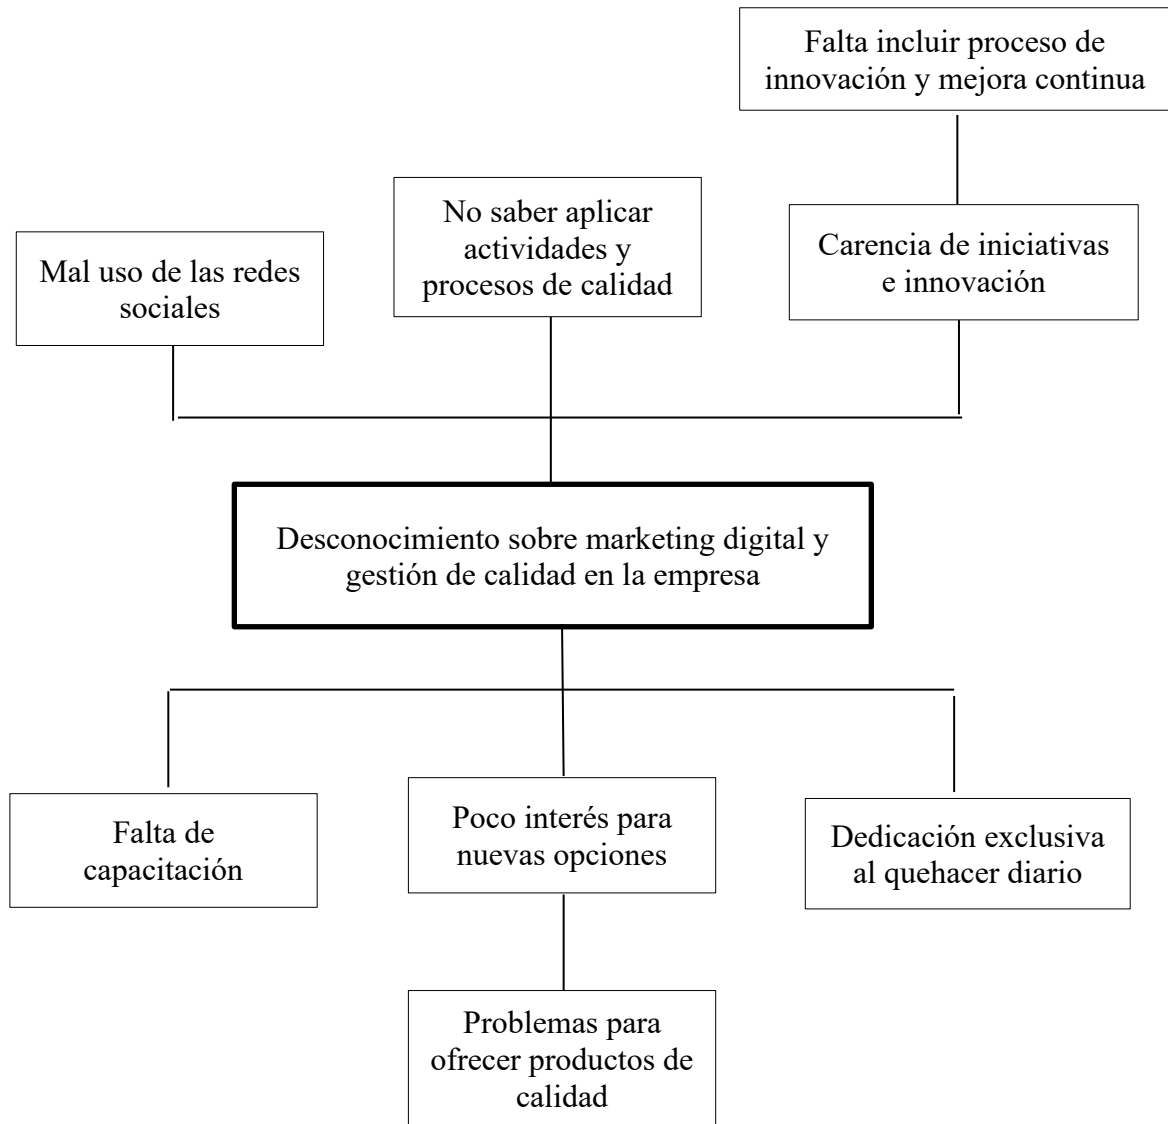 Falta incluir proceso de
innovación y mejora continua
No saber aplicar
actividades y
procesos de calidad
Carencia de iniciativas
e innovación
Mal uso de las redes
sociales
Desconocimiento sobre marketing digital y
gestión de calidad en la empresa
Falta de
capacitación
Poco interés para
nuevas opciones
Dedicación exclusiva
al quehacer diario
Problemas para
ofrecer productos de
calidad